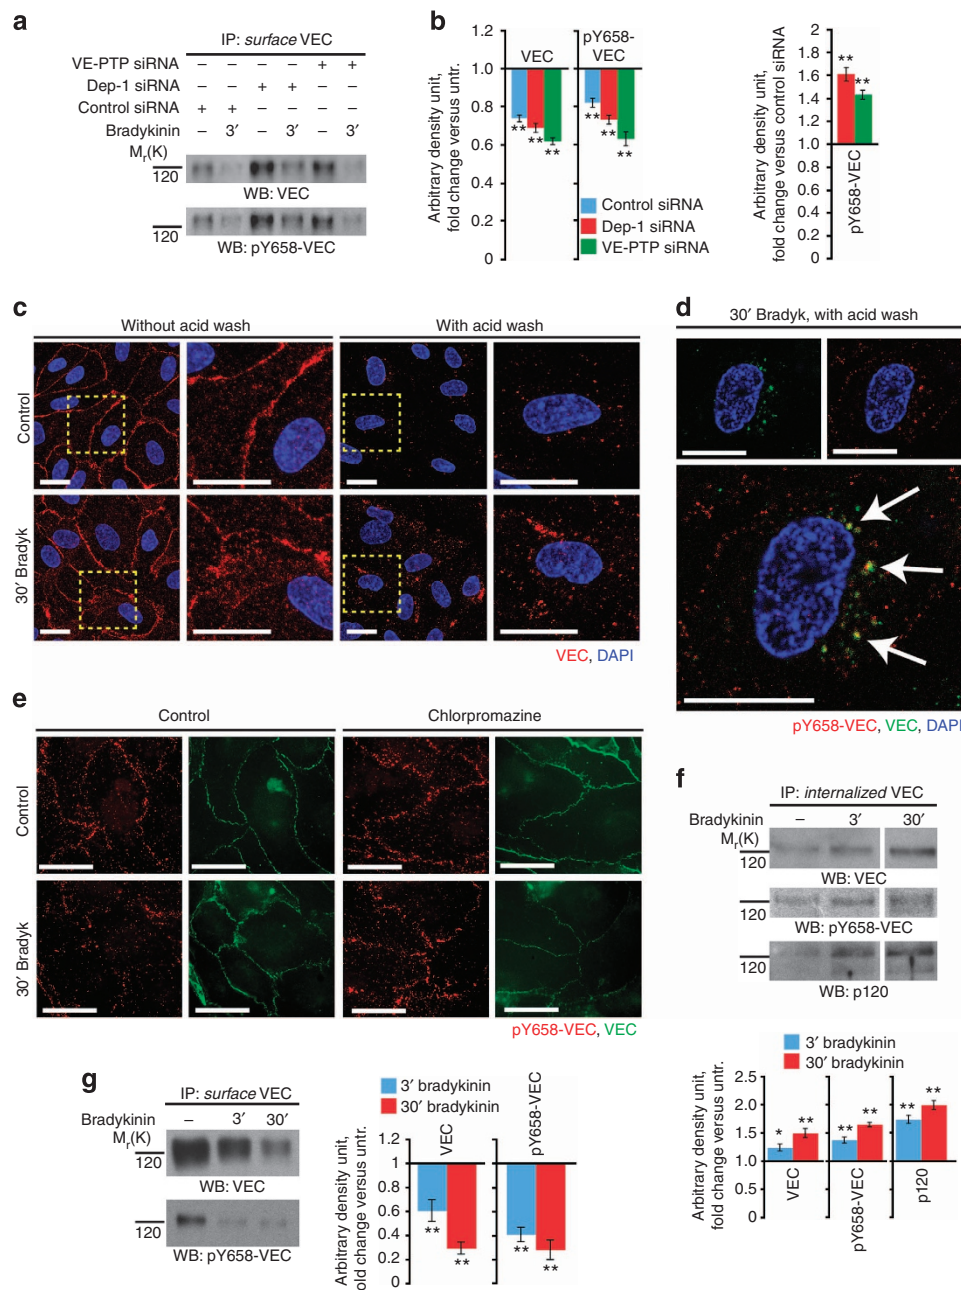 a
IP: surface VEC
VE-PTP siRNA – – – – + +
Dep-1 siRNA – – + + – –
Control siRNA + + – – – –
Bradykinin – 3′ – 3′ – 3′
Mr(K)
120
WB: VEC
120
WB: pY658-VEC
b
Arbitrary density unit,
fold change versus untr.
1.2
1
0.8
0.6
0.4
0.2
0
VEC
pY658-
VEC
** ** **
** ** **
Control siRNA
Dep-1 siRNA
VE-PTP siRNA
Arbitrary density unit,
fold change versus control siRNA
2
1.8
1.6
1.4
1.2
1
0.8
0.6
0.4
0.2
0
** **
pY658-VEC
c
Without acid wash
With acid wash
Control
30′ Bradyk
VEC, DAPI
d
30′ Bradyk, with acid wash
pY658-VEC, VEC, DAPI
e
Control
Chlorpromazine
Control
30′ Bradyk
pY658-VEC, VEC
f
IP: internalized VEC
Bradykinin – 3′ 30′
Mr(K)
120
WB: VEC
120
WB: pY658-VEC
120
WB: p120
3′ bradykinin
30′ bradykinin
Arbitrary density unit,
fold change versus untr.
2.5
2
1.5
1
0.5
0
* **
** **
** **
VEC
pY658-VEC
p120
g
IP: surface VEC
Bradykinin – 3′ 30′
Mr(K)
120
WB: VEC
120
WB: pY658-VEC
3′ bradykinin
30′ bradykinin
Arbitrary density unit,
fold change versus untr.
1.2
1
0.8
0.6
0.4
0.2
0
VEC
pY658-VEC
** **
** **